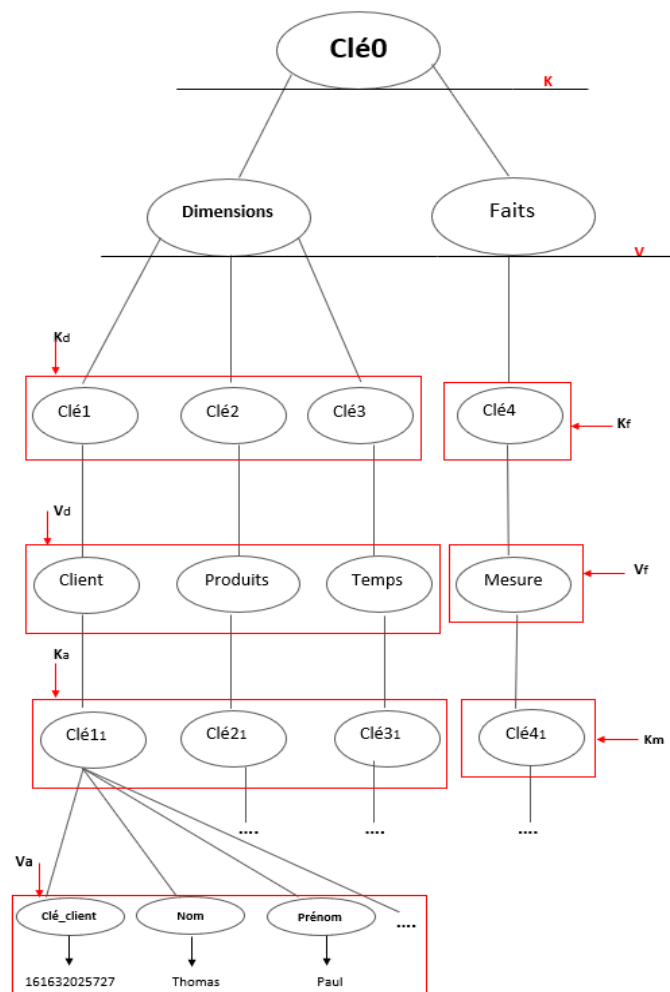 Clé0
K
Dimensions
Faits
V
Kd
Clé1
Clé2
Clé3
Clé4
Kf
Vd
Client
Produits
Temps
Mesure
Vf
Ka
Clé11
Clé21
Clé31
Clé41
Km
....
....
....
Va
Clé_client
Nom
Prénom
....
161632025727
Thomas
Paul